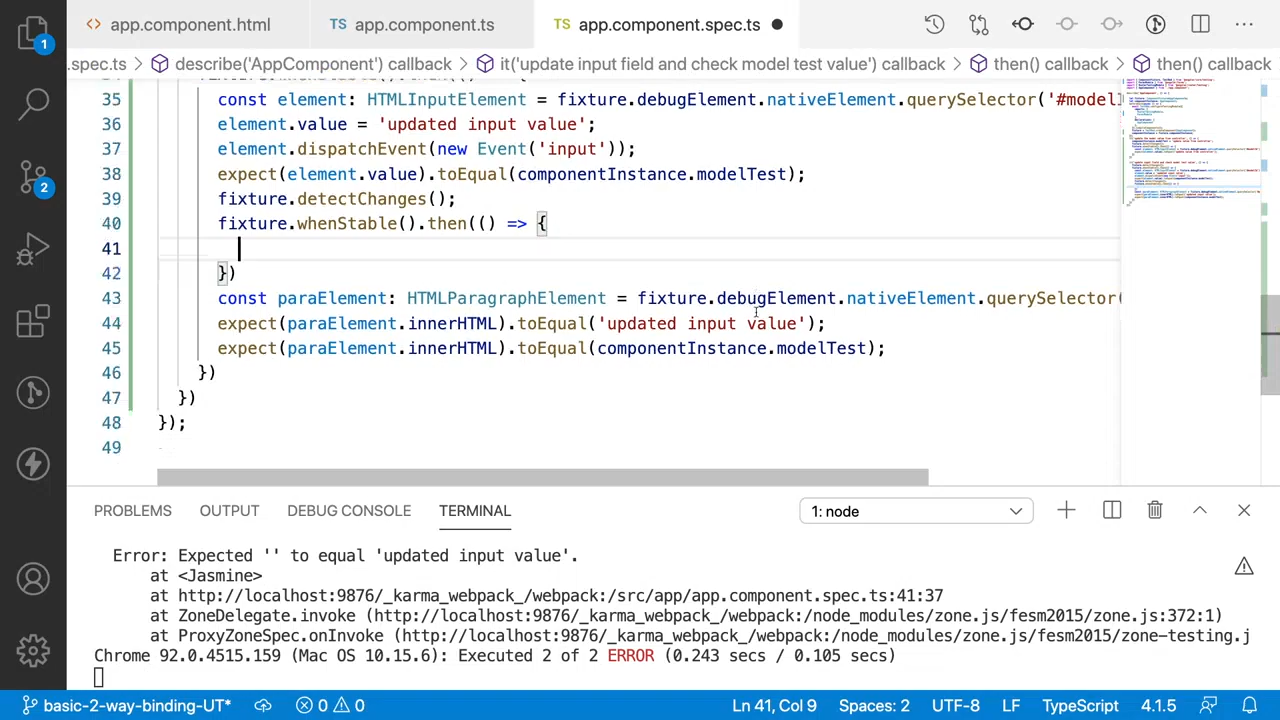 app.component.html
TS app.component.ts
TS app.component.spec.ts
.spec.ts > describe('AppComponent') callback > it('update input field and check model test value') callback > then() callback > then() callback
1
2
35 const element: HTMLInputElement = fixture.debugElement.nativeElement.querySelector('#model
36 element.value = 'updated input value';
37 element.dispatchEvent(new Event('input'));
38 expect(element.value).toEqual(componentInstance.modelTest);
39 fixture.detectChanges();
40 fixture.whenStable().then(() => {
41
42 })
43 const paraElement: HTMLParagraphElement = fixture.debugElement.nativeElement.querySelector(
44 expect(paraElement.innerHTML).toEqual('updated input value');
45 expect(paraElement.innerHTML).toEqual(componentInstance.modelTest);
46 })
47 })
48 });
49
PROBLEMS OUTPUT DEBUG CONSOLE TERMINAL 1: node
Error: Expected '' to equal 'updated input value'.
at <Jasmine>
at http://localhost:9876/_karma_webpack_/webpack:/src/app/app.component.spec.ts:41:37
at ZoneDelegate.invoke (http://localhost:9876/_karma_webpack_/webpack:/node_modules/zone.js/fesm2015/zone.js:372:1)
at ProxyZoneSpec.onInvoke (http://localhost:9876/_karma_webpack_/webpack:/node_modules/zone.js/fesm2015/zone-testing.j
Chrome 92.0.4515.159 (Mac OS 10.15.6): Executed 2 of 2 ERROR (0.243 secs / 0.105 secs)
basic-2-way-binding-UT* 0 0 Ln 41, Col 9 Spaces: 2 UTF-8 LF TypeScript 4.1.5